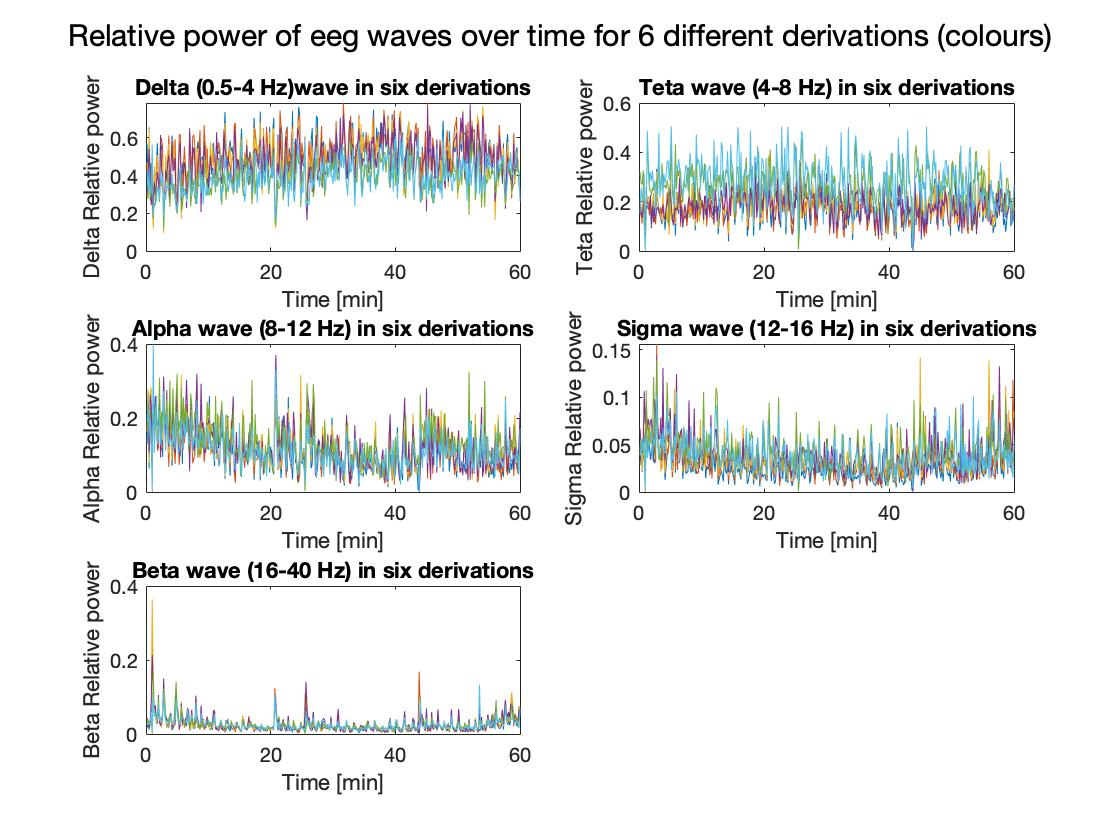 Relative power of eeg waves over time for 6 different derivations (colours)
Delta (0.5-4 Hz)wave in six derivations
Delta Relative power
0.6
0.4
0.2
0
0 20 40 60
Time [min]
Teta wave (4-8 Hz) in six derivations
Teta Relative power
0.6
0.4
0.2
0
0 20 40 60
Time [min]
Alpha wave (8-12 Hz) in six derivations
Alpha Relative power
0.4
0.2
0
0 20 40 60
Time [min]
Sigma wave (12-16 Hz) in six derivations
Sigma Relative power
0.15
0.1
0.05
0
0 20 40 60
Time [min]
Beta wave (16-40 Hz) in six derivations
Beta Relative power
0.4
0.2
0
0 20 40 60
Time [min]